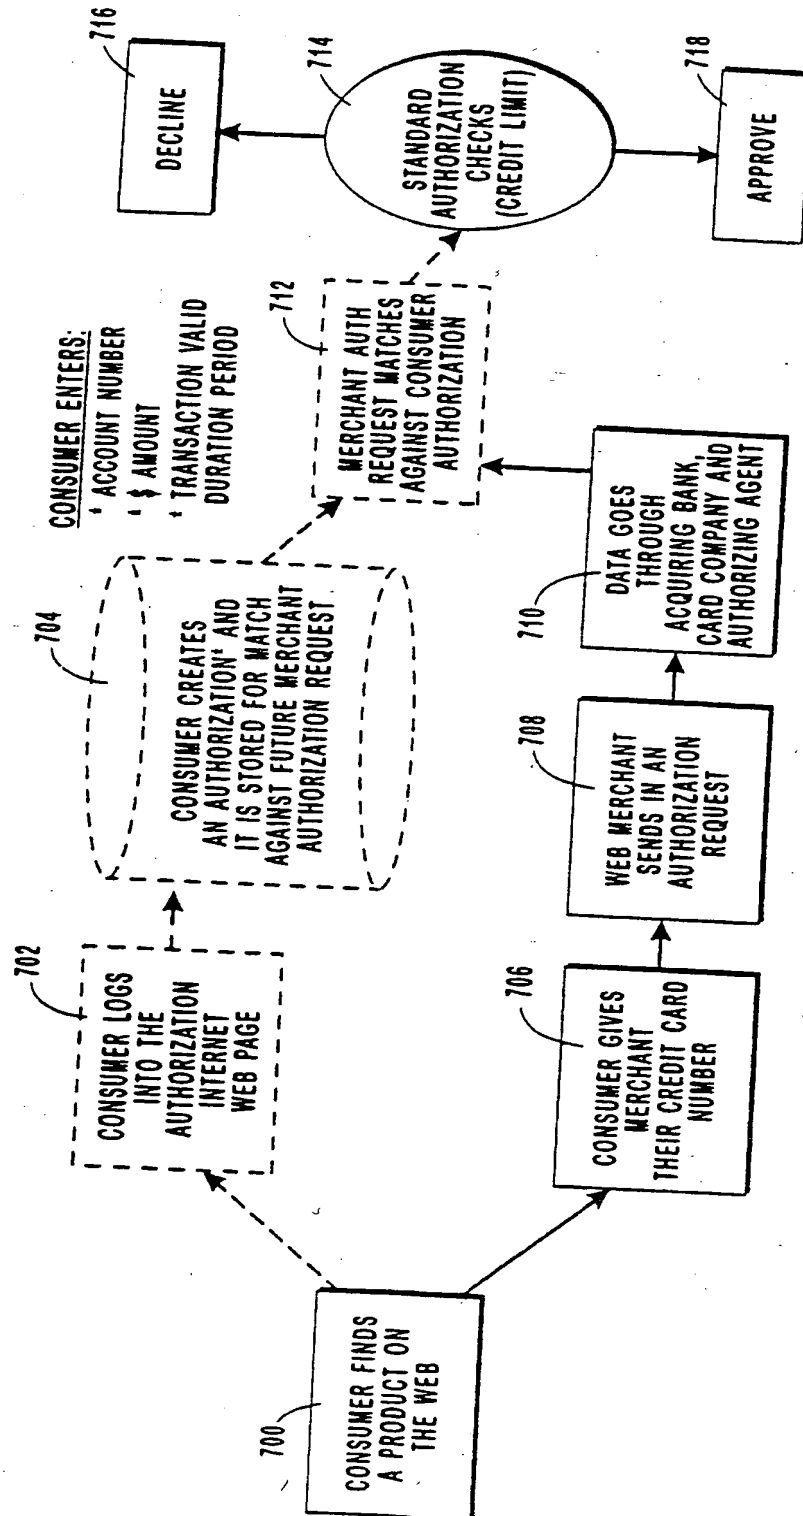 700
CONSUMER FINDS
A PRODUCT ON
THE WEB
702
CONSUMER LOGS
INTO THE
AUTHORIZATION
INTERNET
WEB PAGE
704
CONSUMER CREATES
AN AUTHORIZATION* AND
IT IS STORED FOR MATCH
AGAINST FUTURE MERCHANT
AUTHORIZATION REQUEST
CONSUMER ENTERS:
* ACCOUNT NUMBER
* $ AMOUNT
* TRANSACTION VALID
DURATION PERIOD
706
CONSUMER GIVES
MERCHANT
THEIR CREDIT CARD
NUMBER
708
WEB MERCHANT
SENDS IN AN
AUTHORIZATION
REQUEST
710
DATA GOES
THROUGH
ACQUIRING BANK,
CARD COMPANY AND
AUTHORIZING AGENT
712
MERCHANT AUTH
REQUEST MATCHES
AGAINST CONSUMER
AUTHORIZATION
714
STANDARD
AUTHORIZATION
CHECKS
(CREDIT LIMIT)
716
DECLINE
718
APPROVE